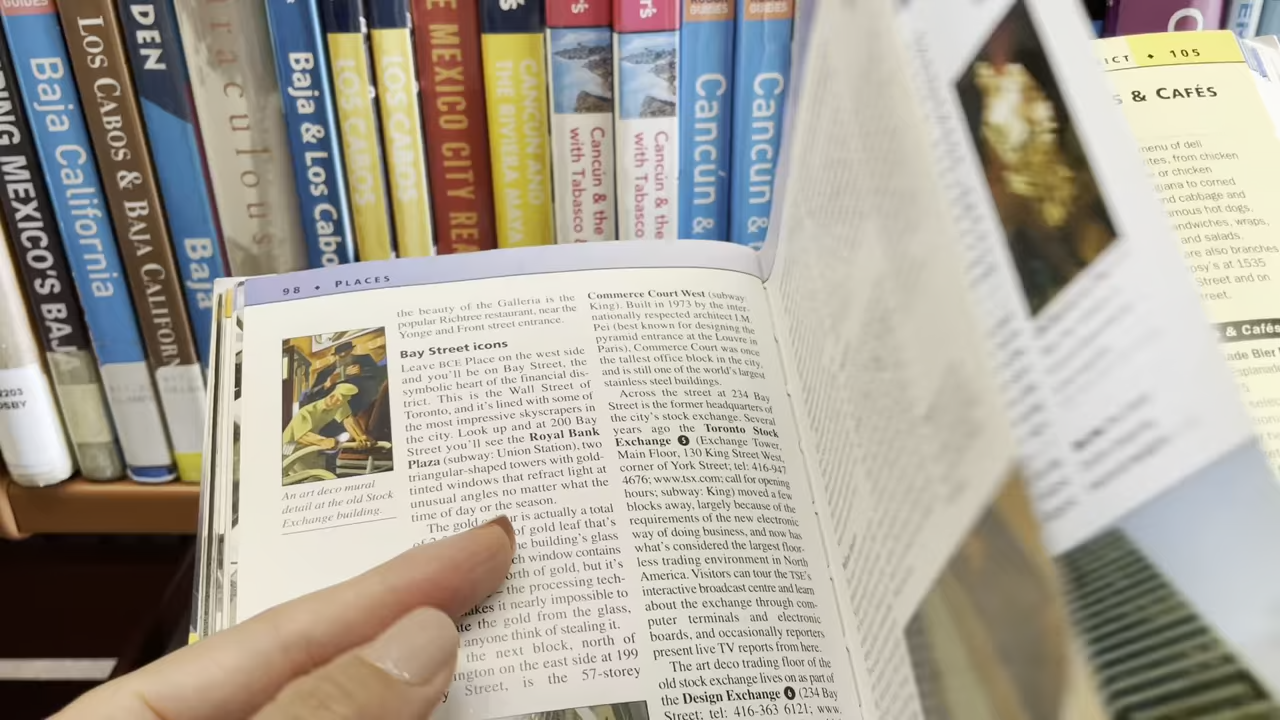 Baja California
LOS CABOS &
DEN
Baja
raculous
Baja & Los Cabo
LOS CABOS
LOS CABOS
MEXICO CITY
CANCÚN AND
THE RIVIERA
Cancún & the
with Tabasco
Cancún & the
with Tabasco
Cancún &
Cancún &
98 ✦ PLACES
An art deco mural
detail at the old Stock
Exchange building.
the beauty of the Galleria is the
popular Richtree restaurant, near the
Yonge and Front street entrance.
Bay Street icons
Leave BCE Place on the west side
and you'll be on Bay Street, the
symbolic heart of the financial dis-
trict. This is the Wall Street of
Toronto, and it's lined with some of
the most impressive skyscrapers in
the city. Look up and at 200 Bay
Street you'll see the Royal Bank
Plaza (subway: Union Station), two
triangular-shaped towers with gold-
tinted windows that refract light at
unusual angles no matter what the
time of day or the season.
The gold is actually a total
of gold leaf that's
building's glass
window contains
of gold, but it's
– the processing tech-
it nearly impossible to
the gold from the glass,
anyone think of stealing it.
the next block, north of
on the east side at 199
Street, is the 57-storey
Commerce Court West (subway:
King). Built in 1973 by the inter-
nationally respected architect I.M.
Pei (best known for designing the
pyramid entrance at the Louvre in
Paris), Commerce Court was once
the tallest office block in the city,
and is still one of the world's largest
stainless steel buildings.
Across the street at 234 Bay
Street is the former headquarters of
the city's stock exchange. Several
years ago the Toronto Stock
Exchange 5 (Exchange Tower,
Main Floor, 130 King Street West,
corner of York Street; tel: 416-947
4676; www.tsx.com; call for opening
hours; subway: King) moved a few
blocks away, largely because of the
requirements of the new electronic
way of doing business, and now has
what's considered the largest floor-
less trading environment in North
America. Visitors can tour the TSE's
interactive broadcast centre and learn
about the exchange through com-
puter terminals and electronic
boards, and occasionally reporters
present live TV reports from here.
The art deco trading floor of the
old stock exchange lives on as part of
the Design Exchange 6 (234 Bay
Street; tel: 416-363 6121; www.
ICT ✦ 105
& CAFÉS
menu of deli
from chicken
or chicken
to corned
cabbage and
hot dogs,
wraps,
and salads.
are also branches
at 1535
Street and on
& Cafés
Bier